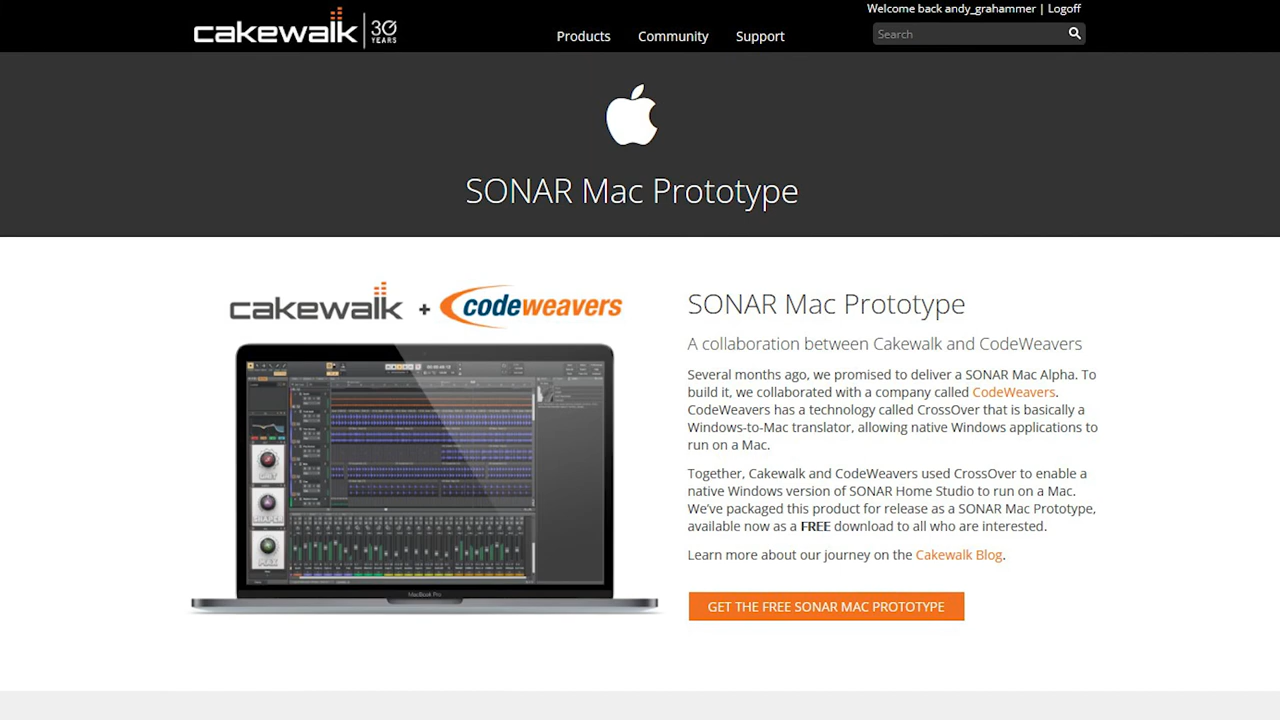 cakewalk 30 YEARS
Products Community Support
Welcome back andy_grahammer | Logoff
Search
SONAR Mac Prototype
cakewalk + codeweavers
MacBook Pro
SONAR Mac Prototype
A collaboration between Cakewalk and CodeWeavers
Several months ago, we promised to deliver a SONAR Mac Alpha. To
build it, we collaborated with a company called CodeWeavers.
CodeWeavers has a technology called CrossOver that is basically a
Windows-to-Mac translator, allowing native Windows applications to
run on a Mac.
Together, Cakewalk and CodeWeavers used CrossOver to enable a
native Windows version of SONAR Home Studio to run on a Mac.
We've packaged this product for release as a SONAR Mac Prototype,
available now as a FREE download to all who are interested.
Learn more about our journey on the Cakewalk Blog.
GET THE FREE SONAR MAC PROTOTYPE